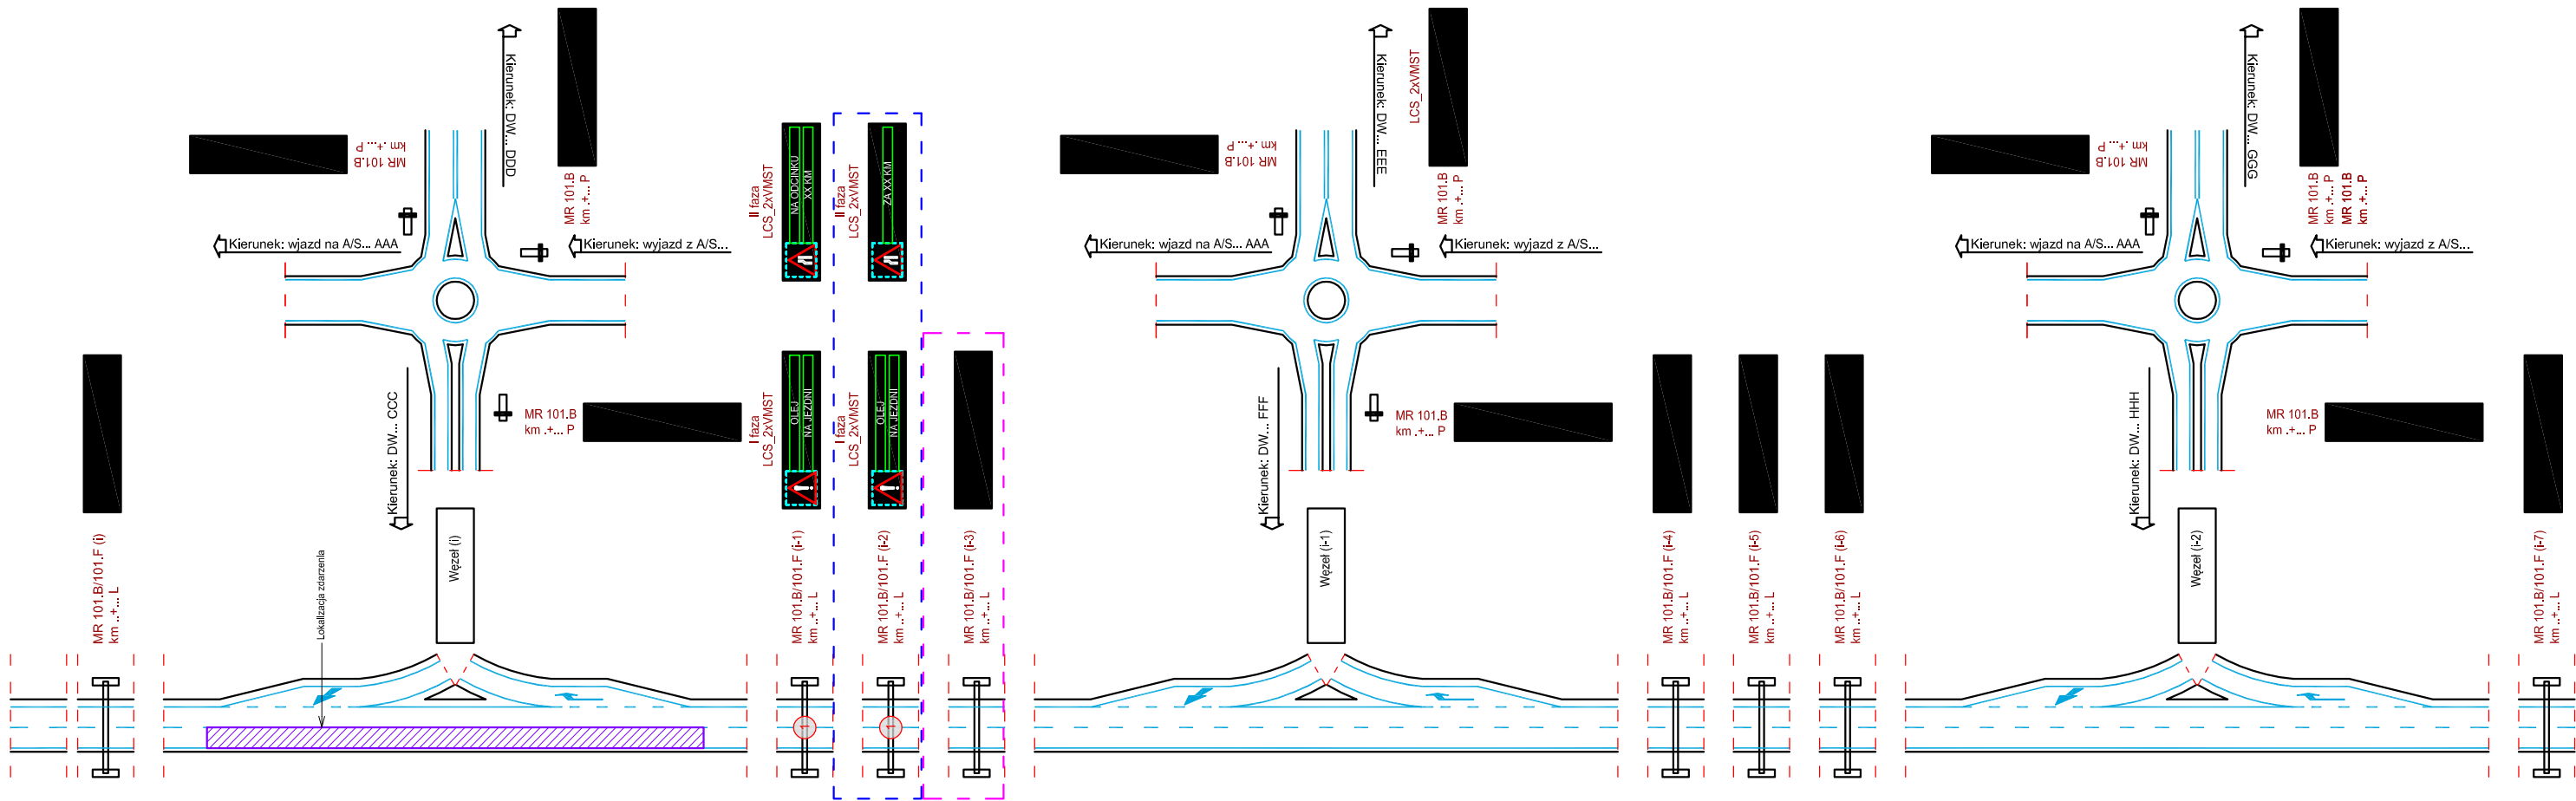 Kierunek: DW... DDD
MR 101.B
km .+... P
MR 101.B
km .+... P
Kierunek: wjazd na A/S... AAA
Kierunek: wyjazd z A/S...
Kierunek: DW... CCC
MR 101.B
km .+... P
MR 101.B/101.F (i)
km ..+... L
Lokalizacja zdarzenia
Węzeł (i)
II faza
LCS_2xVMST
NA ODCINKU
XX KM
II faza
LCS_2xVMST
ZA XX KM
I faza
LCS_2xVMST
OLEJ
NA JEZDNI
I faza
LCS_2xVMST
OLEJ
NA JEZDNI
MR 101.B/101.F (i-1)
km ..+... L
MR 101.B/101.F (i-2)
km ..+... L
MR 101.B/101.F (i-3)
km ..+... L
Kierunek: DW... EEE
LCS_2xVMST
MR 101.B
km .+... P
MR 101.B
km .+... P
Kierunek: wjazd na A/S... AAA
Kierunek: wyjazd z A/S...
Kierunek: DW... FFF
MR 101.B
km .+... P
Węzeł (i-1)
MR 101.B/101.F (i-4)
km ..+... L
MR 101.B/101.F (i-5)
km ..+... L
MR 101.B/101.F (i-6)
km ..+... L
Kierunek: DW... GGG
MR 101.B
km .+... P
MR 101.B
km .+... P
MR 101.B
km .+... P
Kierunek: wjazd na A/S... AAA
Kierunek: wyjazd z A/S...
Kierunek: DW... HHH
MR 101.B
km .+... P
Węzeł (i-2)
MR 101.B/101.F (i-7)
km ..+... L